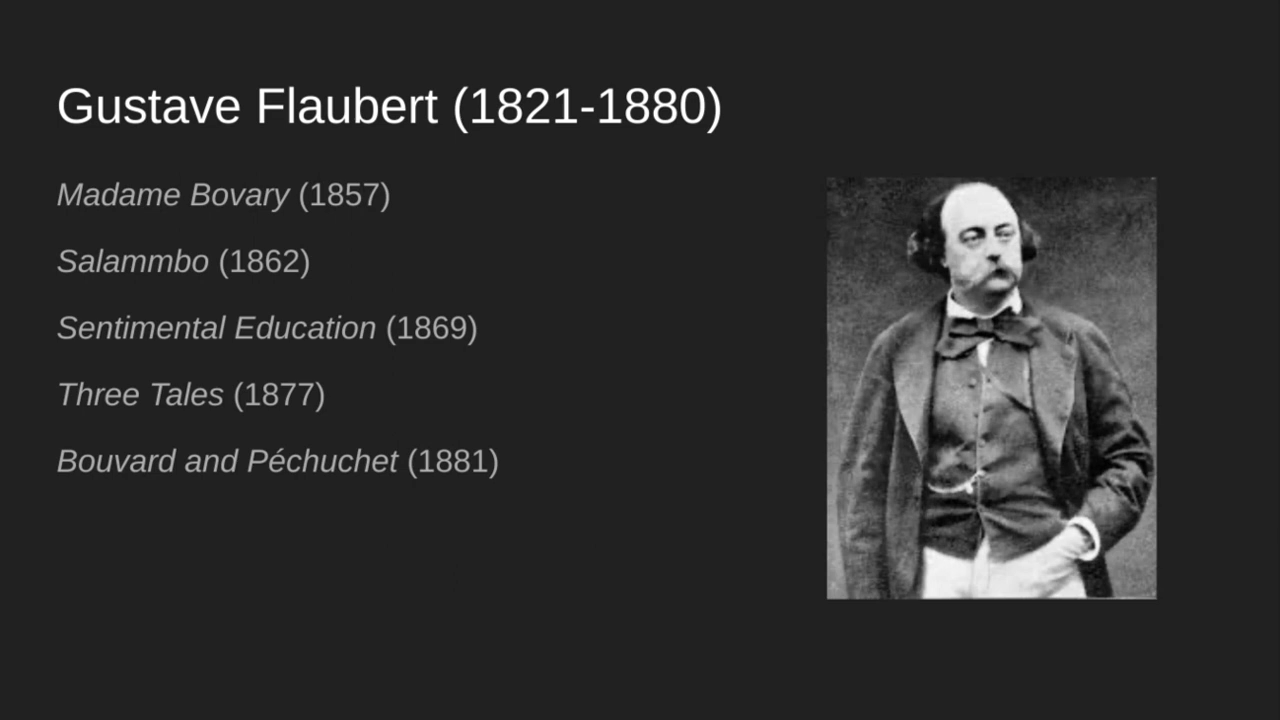 Gustave Flaubert (1821-1880)
Madame Bovary (1857)
Salammbo (1862)
Sentimental Education (1869)
Three Tales (1877)
Bouvard and Péchuchet (1881)